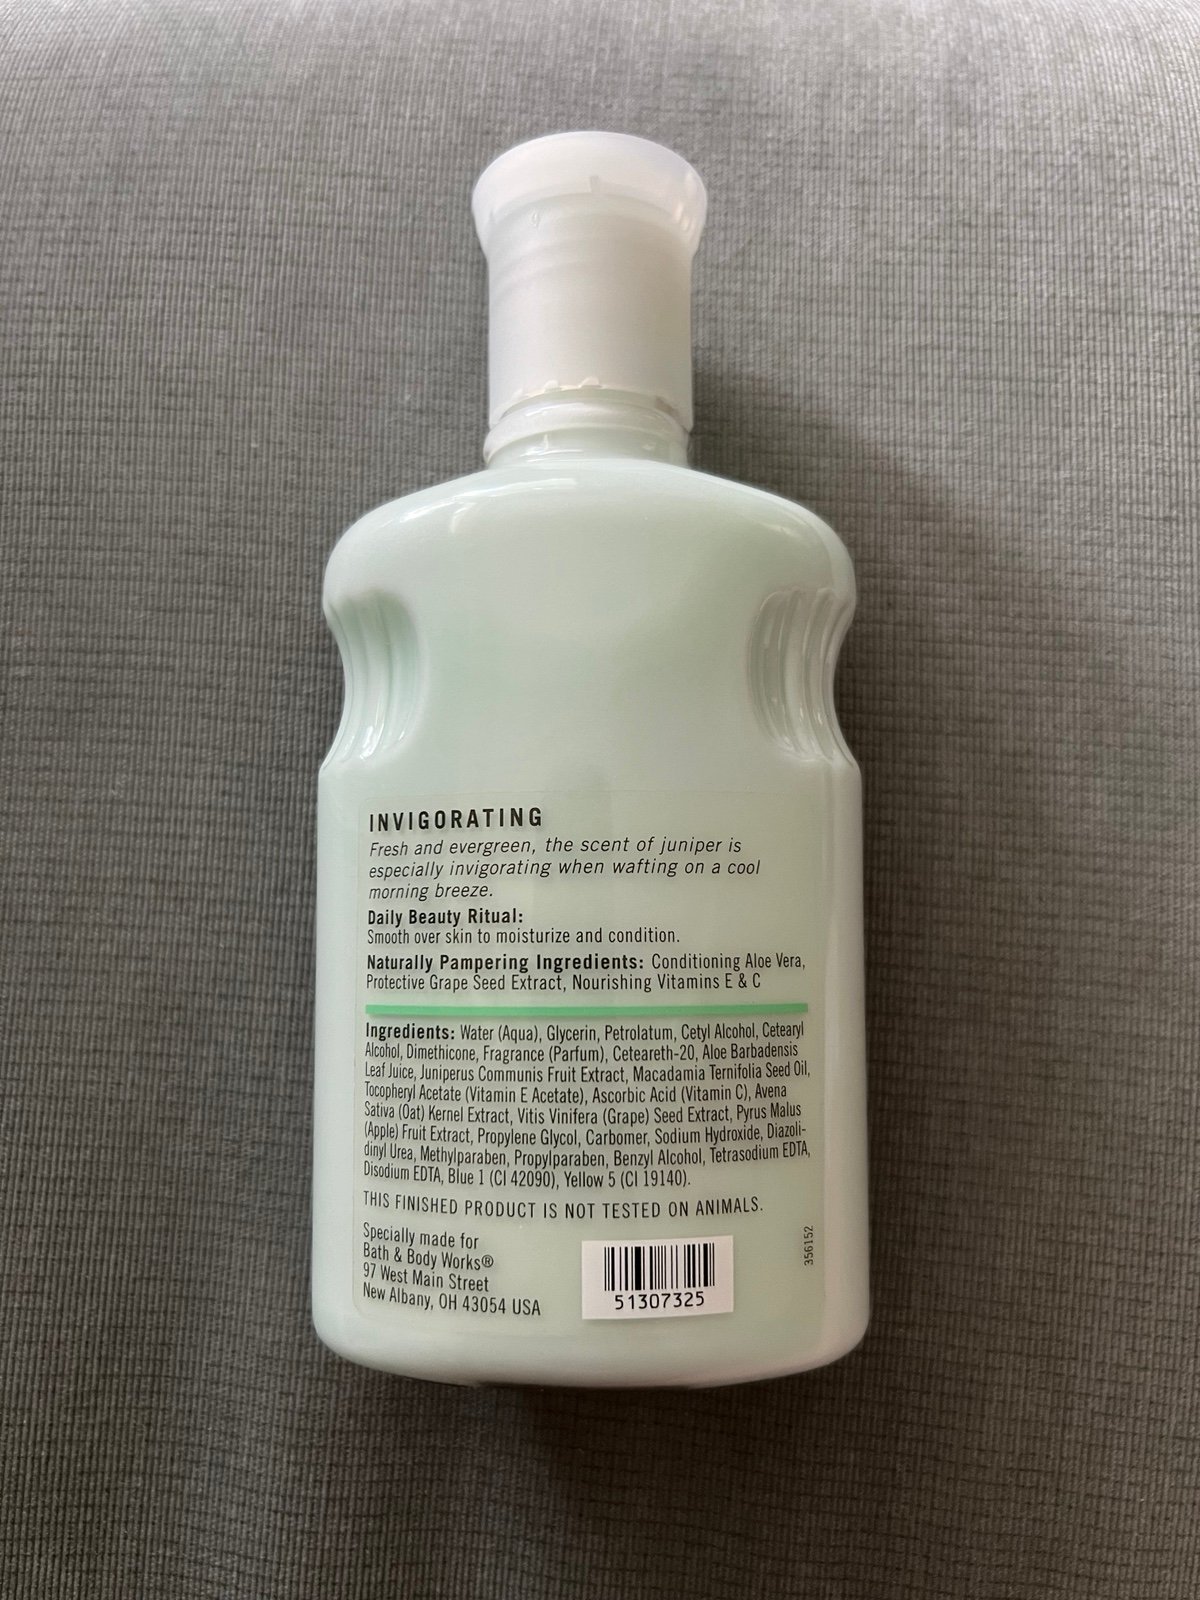 INVIGORATING
Fresh and evergreen, the scent of juniper is
especially invigorating when wafting on a cool
morning breeze.
Daily Beauty Ritual:
Smooth over skin to moisturize and condition.
Naturally Pampering Ingredients: Conditioning Aloe Vera,
Protective Grape Seed Extract, Nourishing Vitamins E & C
Ingredients: Water (Aqua), Glycerin, Petrolatum, Cetyl Alcohol, Cetearyl
Alcohol, Dimethicone, Fragrance (Parfum), Ceteareth-20, Aloe Barbadensis
Leaf Juice, Juniperus Communis Fruit Extract, Macadamia Ternifolia Seed Oil,
Tocopheryl Acetate (Vitamin E Acetate), Ascorbic Acid (Vitamin C), Avena
Sativa (Oat) Kernel Extract, Vitis Vinifera (Grape) Seed Extract, Pyrus Malus
(Apple) Fruit Extract, Propylene Glycol, Carbomer, Sodium Hydroxide, Diazoli-
dinyl Urea, Methylparaben, Propylparaben, Benzyl Alcohol, Tetrasodium EDTA,
Disodium EDTA, Blue 1 (CI 42090), Yellow 5 (CI 19140).
THIS FINISHED PRODUCT IS NOT TESTED ON ANIMALS.
Specially made for
Bath & Body Works®
97 West Main Street
New Albany, OH 43054 USA
51307325
356152